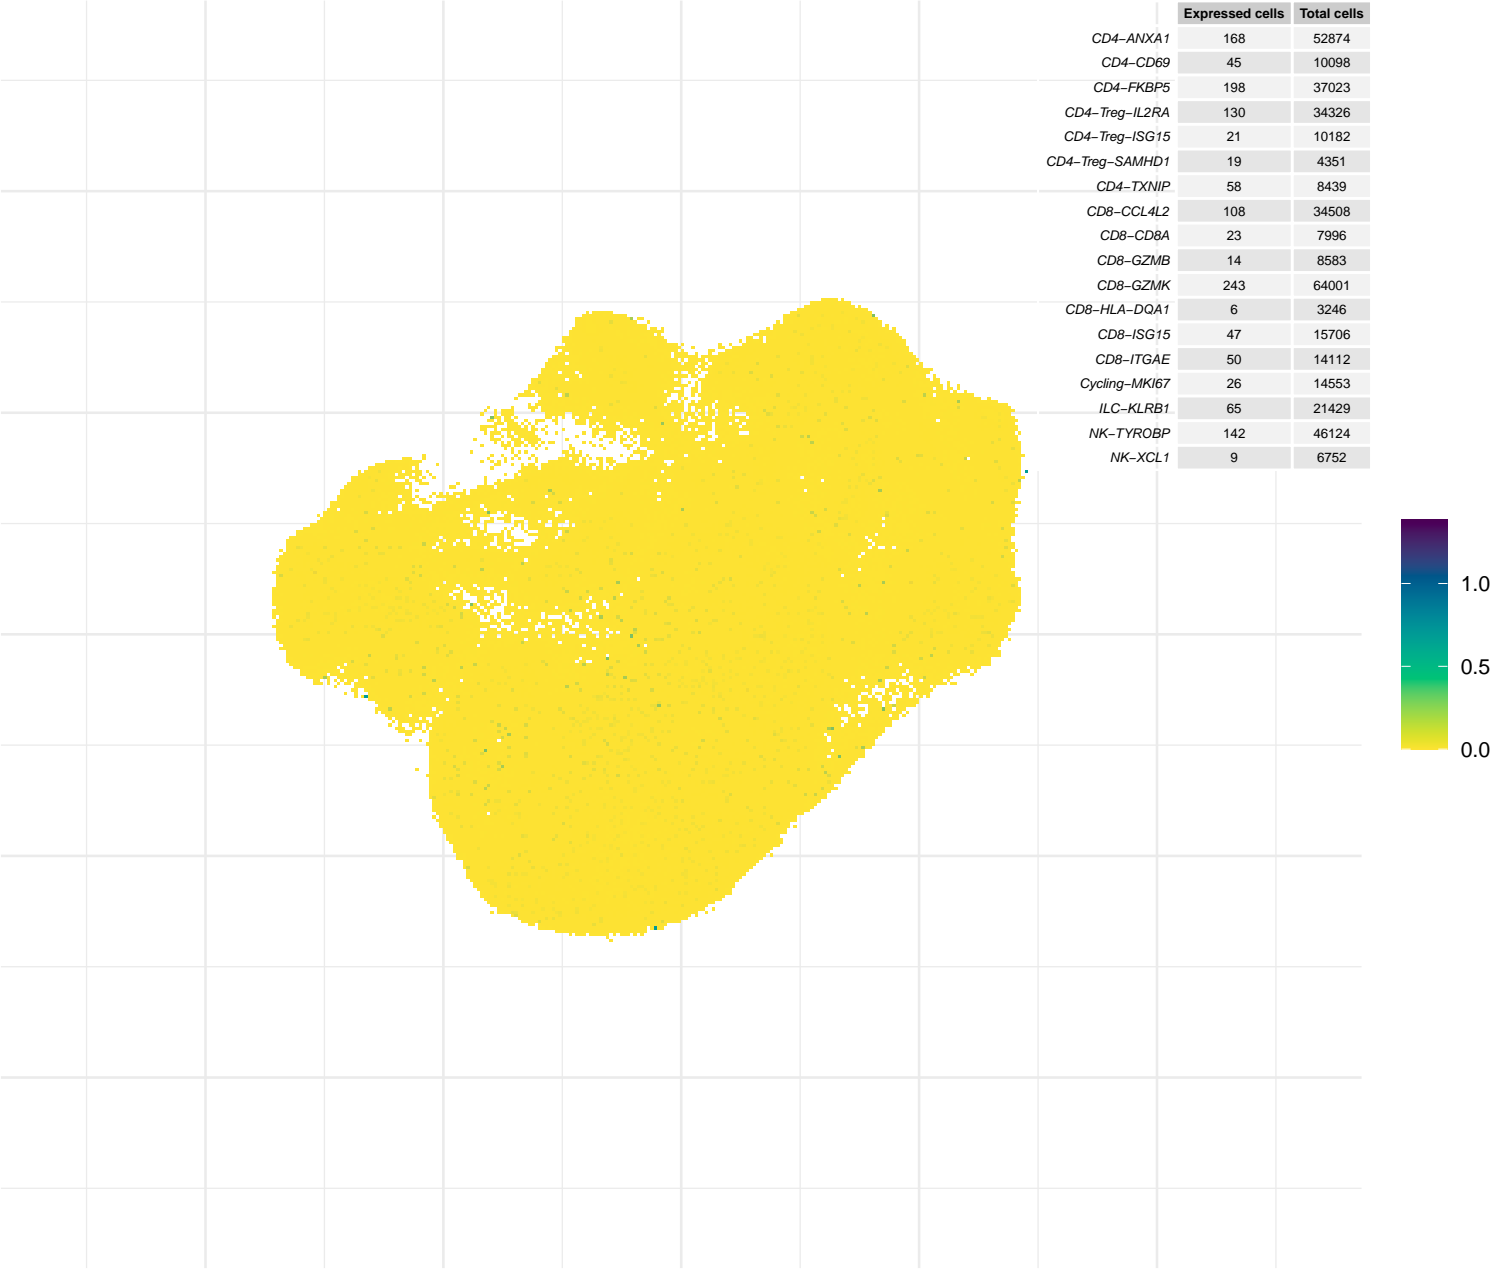 Expressed cells Total cells
CD4−ANXA1 168 52874
CD4−CD69 45 10098
CD4−FKBP5 198 37023
CD4−Treg−IL2RA 130 34326
CD4−Treg−ISG15 21 10182
CD4−Treg−SAMHD1 19 4351
CD4−TXNIP 58 8439
CD8−CCL4L2 108 34508
CD8−CD8A 23 7996
CD8−GZMB 14 8583
CD8−GZMK 243 64001
CD8−HLA−DQA1 6 3246
CD8−ISG15 47 15706
CD8−ITGAE 50 14112
Cycling−MKI67 26 14553
ILC−KLRB1 65 21429
NK−TYROBP 142 46124
NK−XCL1 9 6752
1.0
0.5
0.0